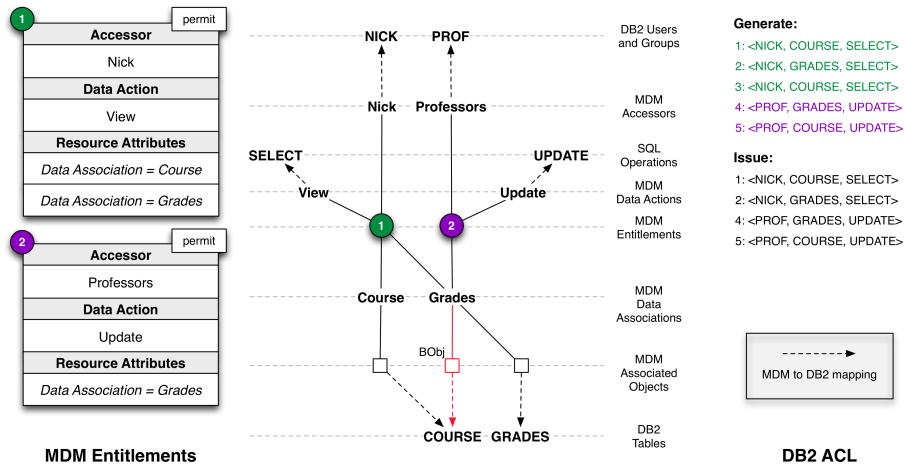 1
permit
Accessor
Nick
Data Action
View
Resource Attributes
Data Association = Course
Data Association = Grades
2
permit
Accessor
Professors
Data Action
Update
Resource Attributes
Data Association = Grades
MDM Entitlements
NICK PROF
DB2 Users
and Groups
Nick Professors
MDM
Accessors
SELECT UPDATE
SQL
Operations
View Update
MDM
Data Actions
1 2
MDM
Entitlements
Course Grades
MDM
Data
Associations
BObj
MDM
Associated
Objects
COURSE GRADES
DB2
Tables
Generate:
1: <NICK, COURSE, SELECT>
2: <NICK, GRADES, SELECT>
3: <NICK, COURSE, SELECT>
4: <PROF, GRADES, UPDATE>
5: <PROF, COURSE, UPDATE>
Issue:
1: <NICK, COURSE, SELECT>
2: <NICK, GRADES, SELECT>
4: <PROF, GRADES, UPDATE>
5: <PROF, COURSE, UPDATE>
MDM to DB2 mapping
DB2 ACL